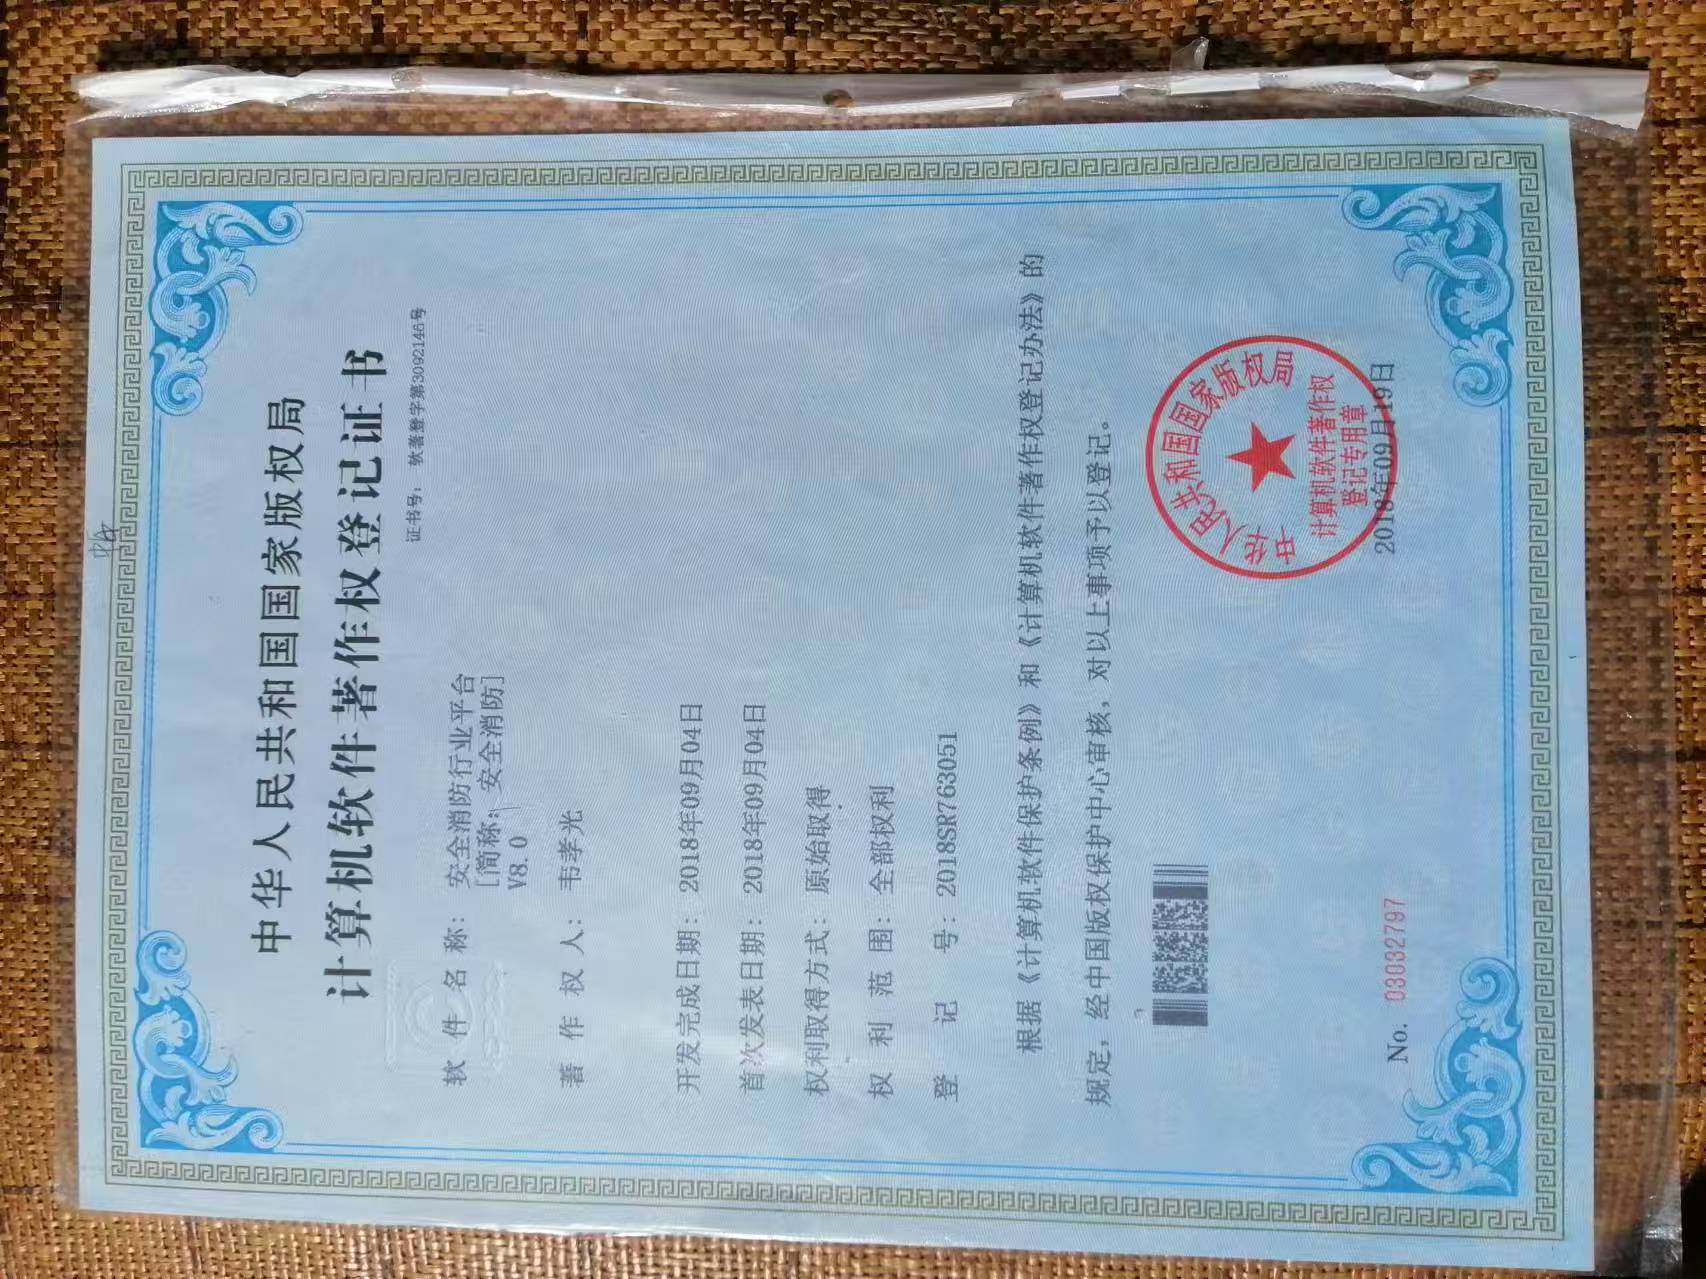 中华人民共和国国家版权局
计算机软件著作权登记证书
证书号： 软著登字第3092146号
软件名称： 安全消防行业平台
[简称：安全消防]
V8.0
著作权人： 韦孝光
开发完成日期： 2018年09月04日
首次发表日期： 2018年09月04日
权利取得方式： 原始取得
权利范围： 全部权利
登记号： 2018SR763051
根据《计算机软件保护条例》和《计算机软件著作权登记办法》的
规定，经中国版权保护中心审核，对以上事项予以登记。
中华人民共和国国家版权局
计算机软件著作权
登记专用章
2018年09月19日
No. 03032797